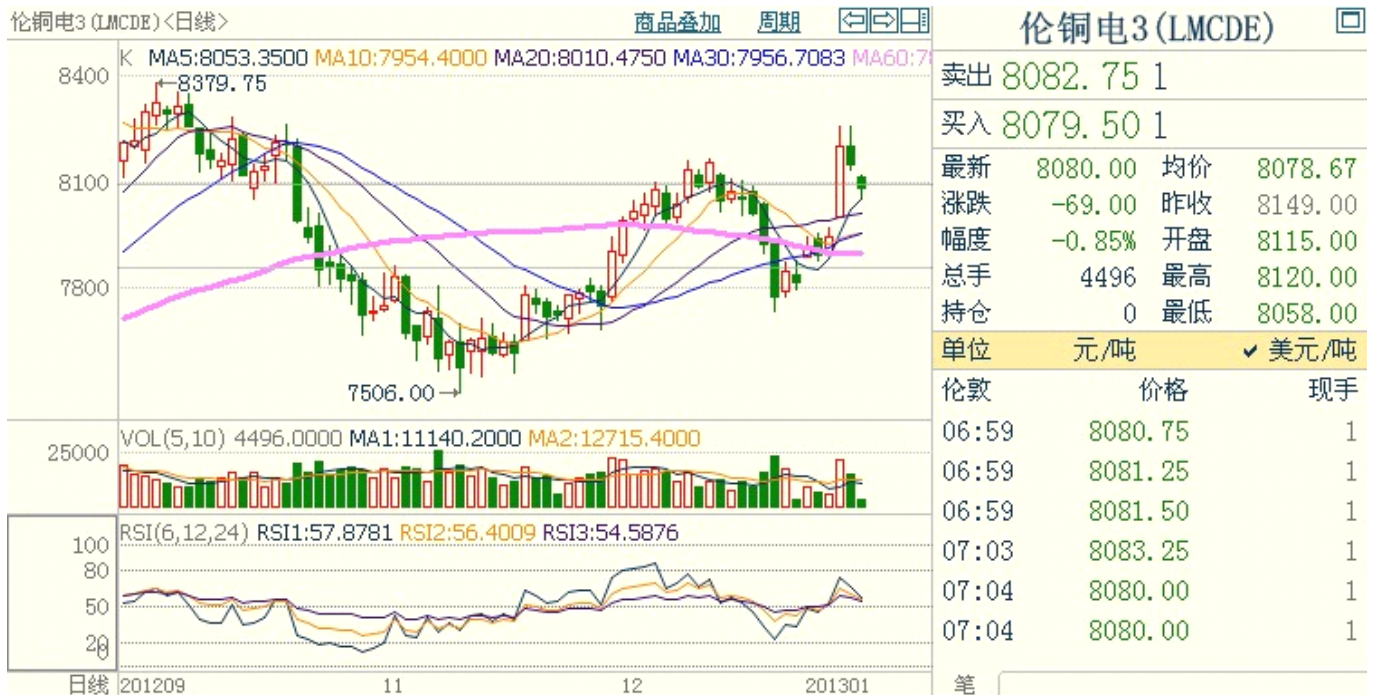 伦铜电3(LMCDE)<日线> 商品叠加 周期
K MA5:8053.3500 MA10:7954.4000 MA20:8010.4750 MA30:7956.7083 MA60:
8400
8379.75
8100
7800
7506.00
VOL(5,10) 4496.0000 MA1:11140.2000 MA2:12715.4000
25000
RSI(6,12,24) RSI1:57.8781 RSI2:56.4009 RSI3:54.5876
100
80
50
20
0
日线 201209 11 12 201301
伦铜电3(LMCDE)
卖出 8082.75 1
买入 8079.50 1
最新 8080.00 均价 8078.67
涨跌 -69.00 昨收 8149.00
幅度 -0.85% 开盘 8115.00
总手 4496 最高 8120.00
持仓 0 最低 8058.00
单位 元/吨 ✔ 美元/吨
伦敦 价格 现手
06:59 8080.75 1
06:59 8081.25 1
06:59 8081.50 1
07:03 8083.25 1
07:04 8080.00 1
07:04 8080.00 1
笔